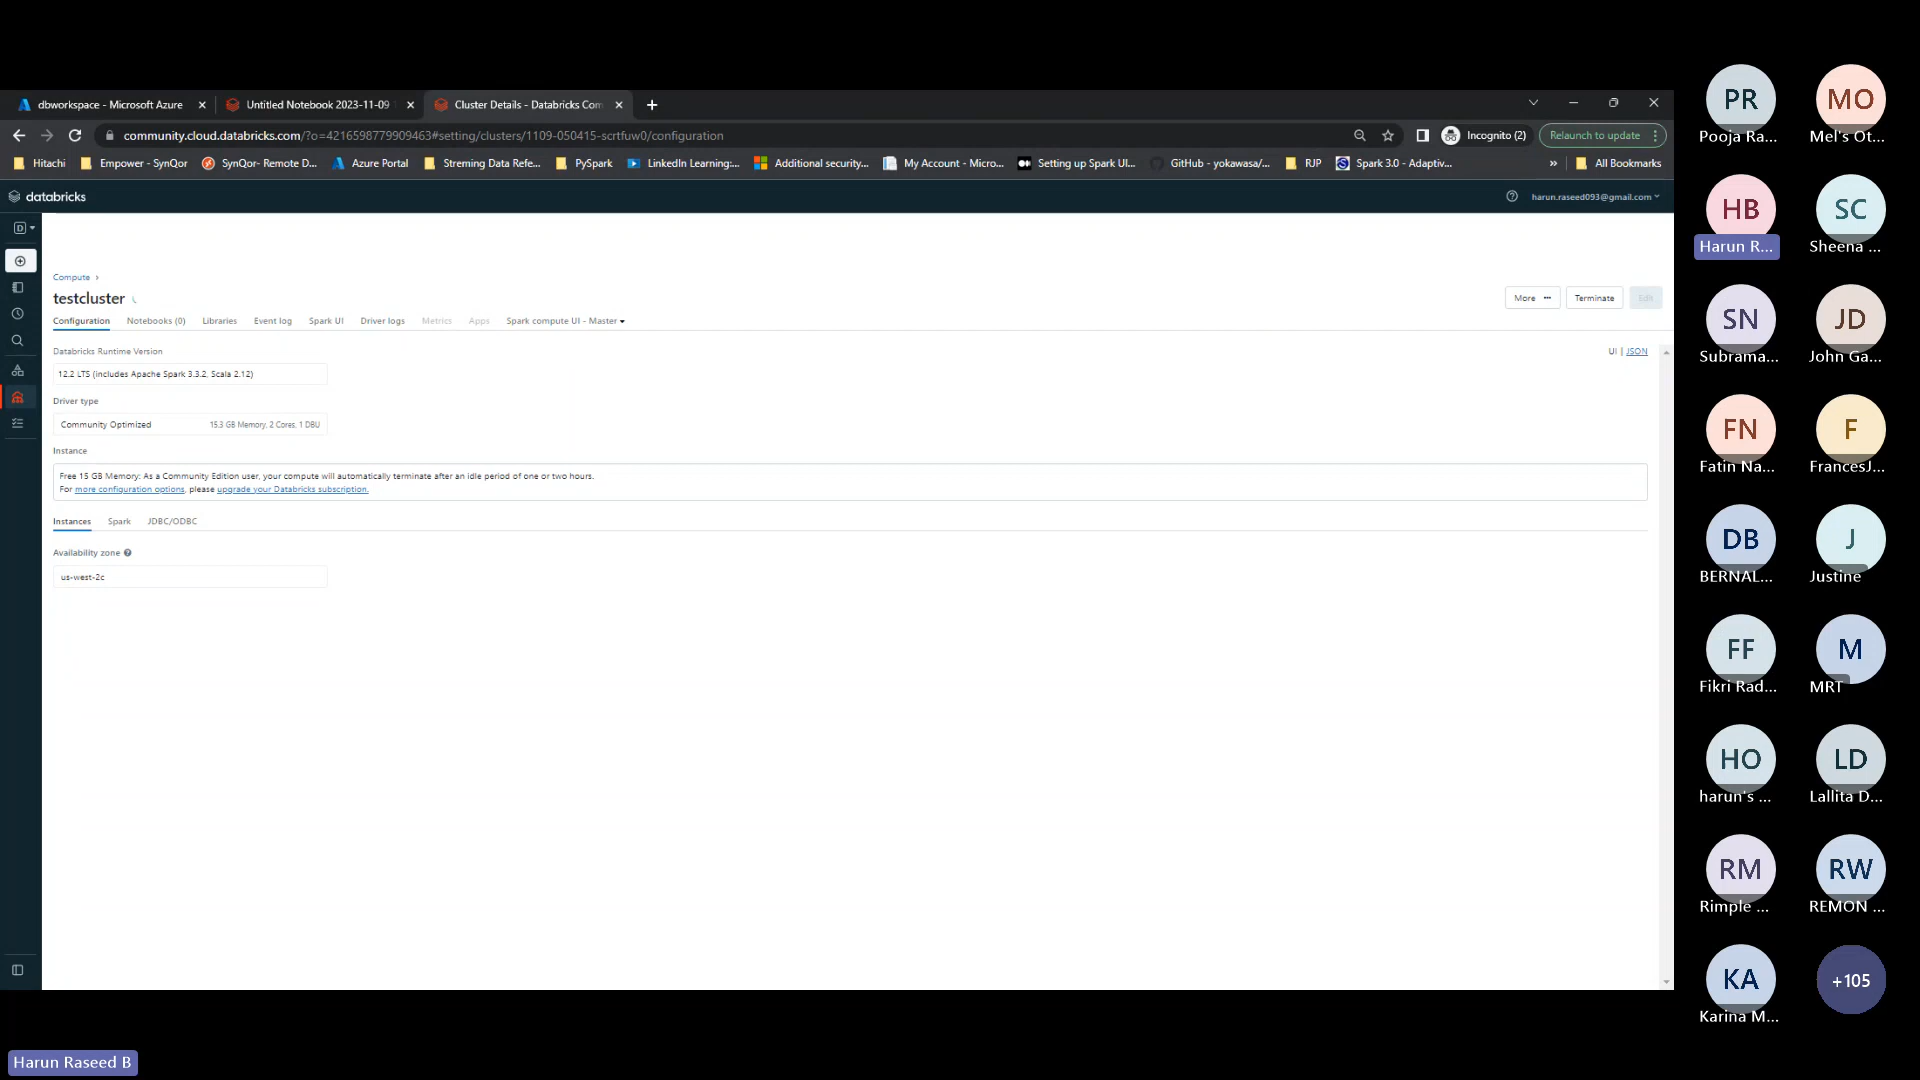 dbworkspace - Microsoft Azure
Untitled Notebook 2023-11-09 1
Cluster Details - Databricks Com
community.cloud.databricks.com/?o=4216598779909463#setting/clusters/1109-050415-scrtfuw0/configuration
Incognito (2)
Relaunch to update
Hitachi
Empower - SynQor
SynQor- Remote D...
Azure Portal
Streming Data Refe...
PySpark
LinkedIn Learning:...
Additional security...
My Account - Micro...
Setting up Spark UI...
GitHub - yokawasa/...
RJP
Spark 3.0 - Adaptiv...
»
All Bookmarks
databricks
harun.raseed093@gmail.com
D
Compute
testcluster
More
Terminate
Edit
Configuration
Notebooks (0)
Libraries
Event log
Spark UI
Driver logs
Metrics
Apps
Spark compute UI - Master
Databricks Runtime Version
UI | JSON
12.2 LTS (includes Apache Spark 3.3.2, Scala 2.12)
Driver type
Community Optimized
15.3 GB Memory, 2 Cores, 1 DBU
Instance
Free 15 GB Memory: As a Community Edition user, your compute will automatically terminate after an idle period of one or two hours.
For more configuration options, please upgrade your Databricks subscription.
Instances
Spark
JDBC/ODBC
Availability zone
us-west-2c
PR
Pooja Ra...
MO
Mel's Ot...
HB
Harun R...
SC
Sheena ...
SN
Subrama...
JD
John Ga...
FN
Fatin Na...
F
FrancesJ...
DB
BERNAL...
J
Justine
FF
Fikri Rad...
M
MRT
HO
harun's ...
LD
Lallita D...
RM
Rimple ...
RW
REMON ...
KA
Karina M...
+105
Harun Raseed B